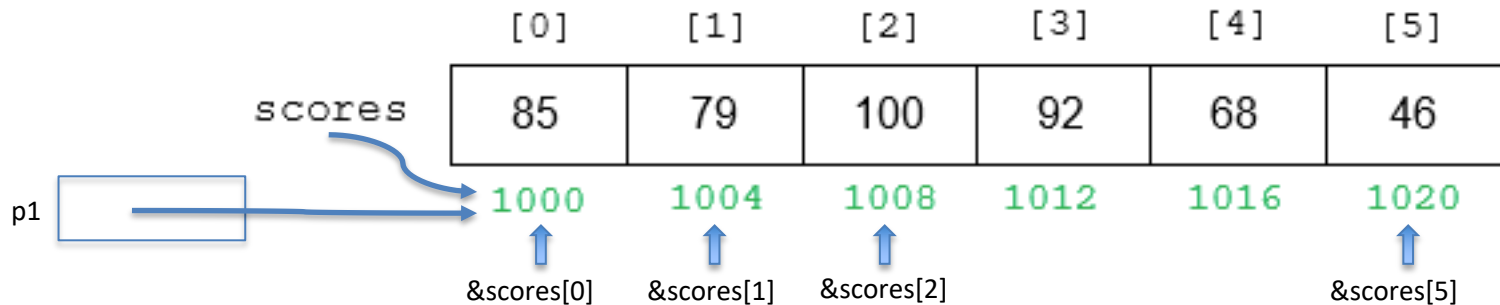 [0] [1] [2] [3] [4] [5]
scores 85 79 100 92 68 46
p1 1000 1004 1008 1012 1016 1020
&scores[0] &scores[1] &scores[2] &scores[5]